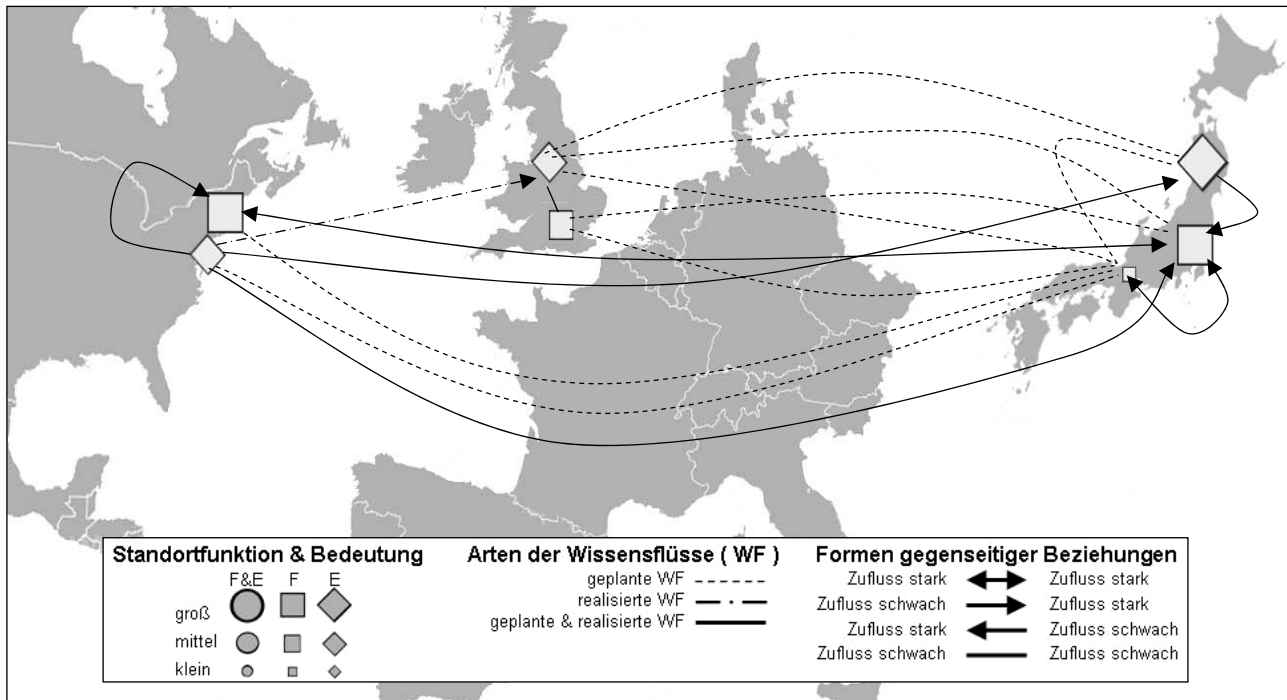 Standortfunktion & Bedeutung
F&E F E
groß
mittel
klein
Arten der Wissensflüsse ( WF )
geplante WF
realisierte WF
geplante & realisierte WF
Formen gegenseitiger Beziehungen
Zufluss stark Zufluss stark
Zufluss schwach Zufluss stark
Zufluss stark Zufluss schwach
Zufluss schwach Zufluss schwach